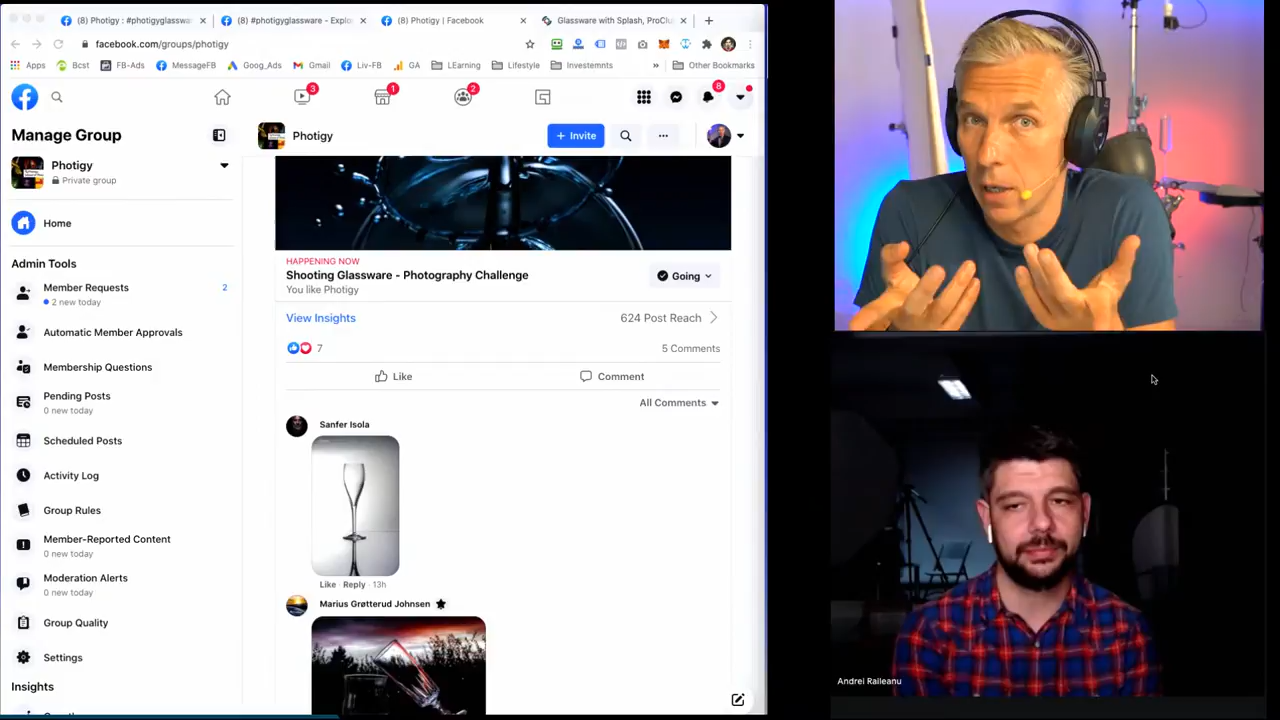 (8) Photigy : #photigyglasswa
(8) #photigyglassware - Explo
(8) Photigy | Facebook
Glassware with Splash, ProClu
facebook.com/groups/photigy
Apps
Bcst
FB-Ads
MessageFB
Goog_Ads
Gmail
Liv-FB
GA
LEarning
Lifestyle
Investemnts
»
Other Bookmarks
3
1
2
8
Manage Group
Photigy
Private group
Home
Admin Tools
Member Requests 2
2 new today
Automatic Member Approvals
Membership Questions
Pending Posts
0 new today
Scheduled Posts
Activity Log
Group Rules
Member-Reported Content
0 new today
Moderation Alerts
0 new today
Group Quality
Settings
Insights
Photigy
+ Invite
HAPPENING NOW
Shooting Glassware - Photography Challenge
You like Photigy
Going
View Insights
624 Post Reach
7
5 Comments
Like
Comment
All Comments
Sanfer Isola
Like · Reply · 13h
Marius Grøtterud Johnsen
Andrei Raileanu